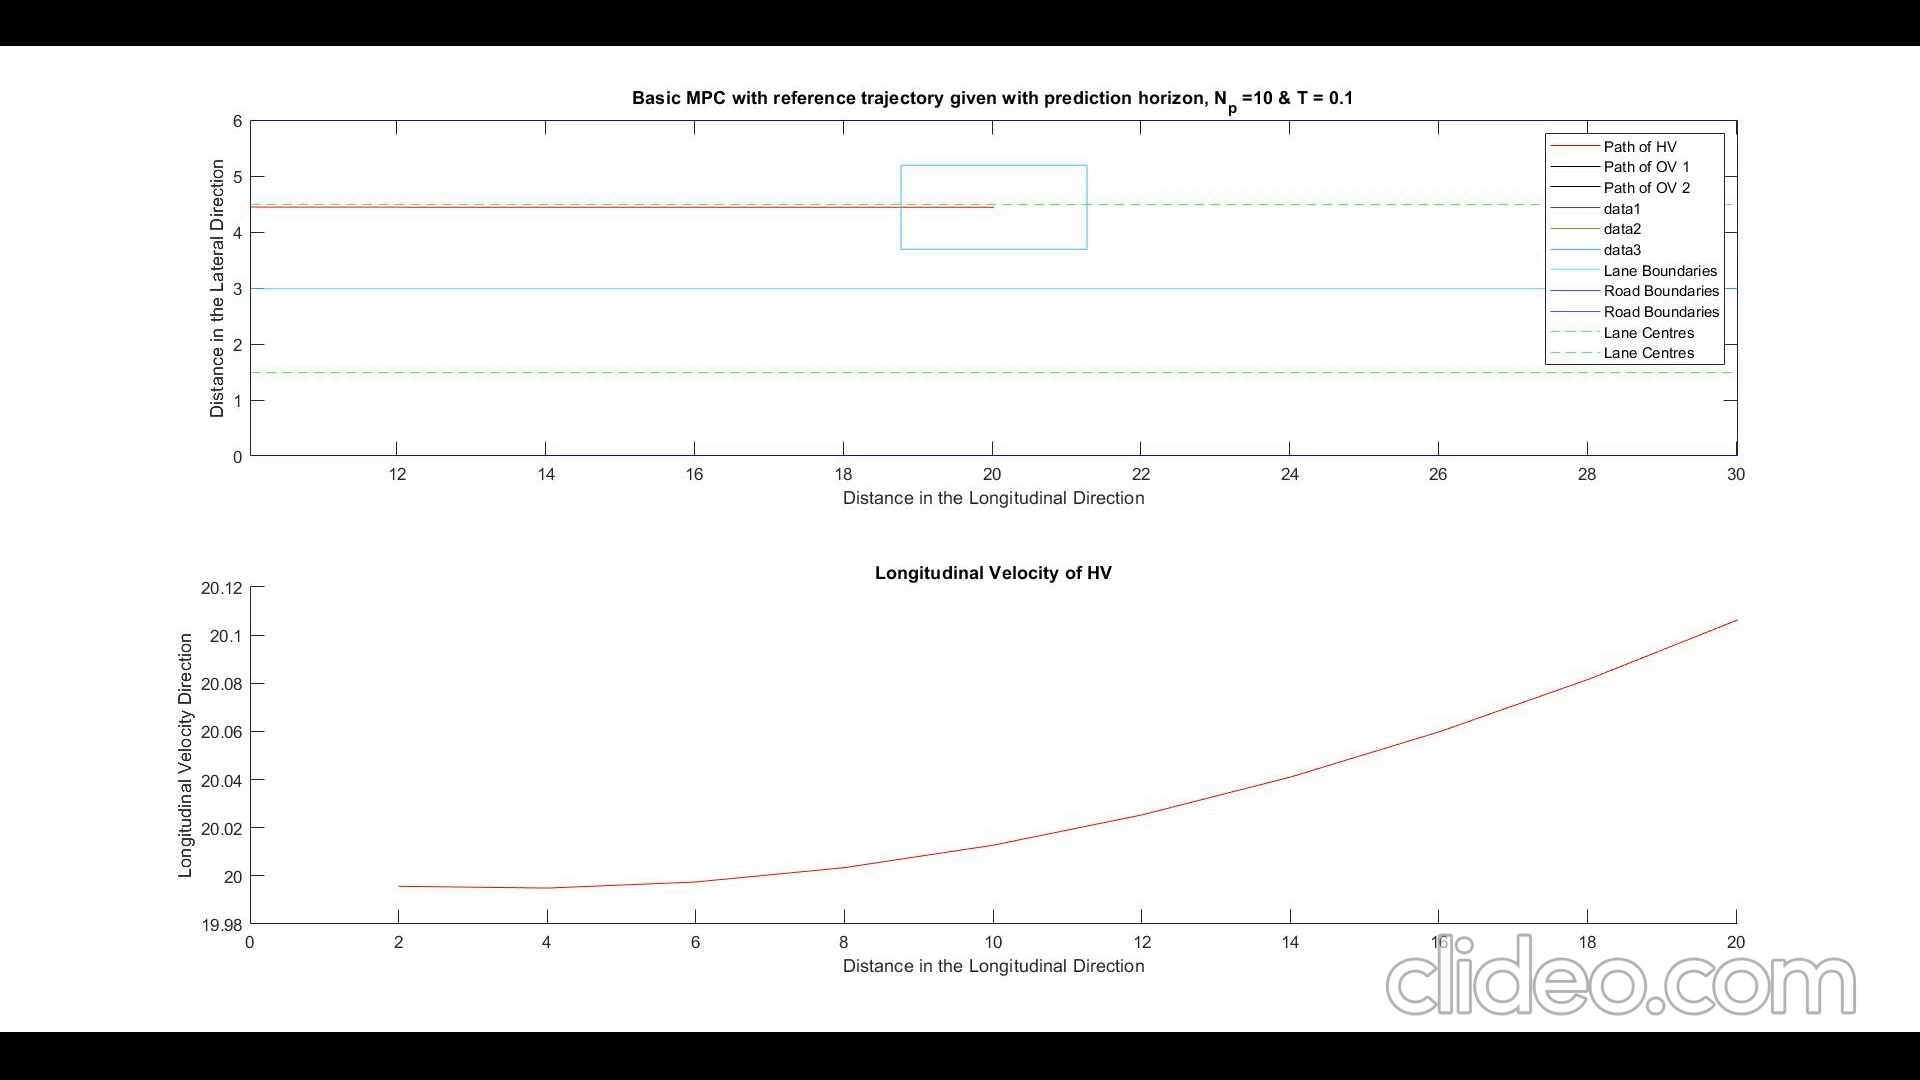 Basic MPC with reference trajectory given with prediction horizon, Np =10 & T = 0.1
6
5
4
3
2
1
0
Distance in the Lateral Direction
Path of HV
Path of OV 1
Path of OV 2
data1
data2
data3
Lane Boundaries
Road Boundaries
Road Boundaries
Lane Centres
Lane Centres
12 14 16 18 20 22 24 26 28 30
Distance in the Longitudinal Direction
Longitudinal Velocity of HV
20.12
20.1
20.08
20.06
20.04
20.02
20
19.98
Longitudinal Velocity Direction
0 2 4 6 8 10 12 14 16 18 20
Distance in the Longitudinal Direction
clideo.com